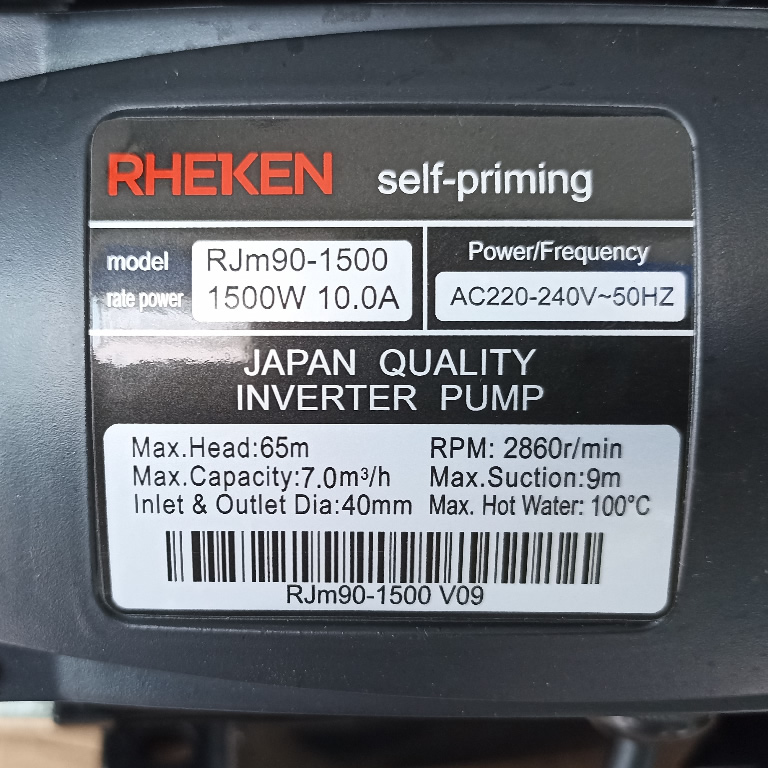 RHEKEN self-priming
model RJm90-1500
rate power 1500W 10.0A
Power/Frequency
AC220-240V~50HZ
JAPAN QUALITY
INVERTER PUMP
Max.Head:65m RPM: 2860r/min
Max.Capacity:7.0m³/h Max.Suction:9m
Inlet & Outlet Dia:40mm Max. Hot Water: 100°C
RJm90-1500 V09